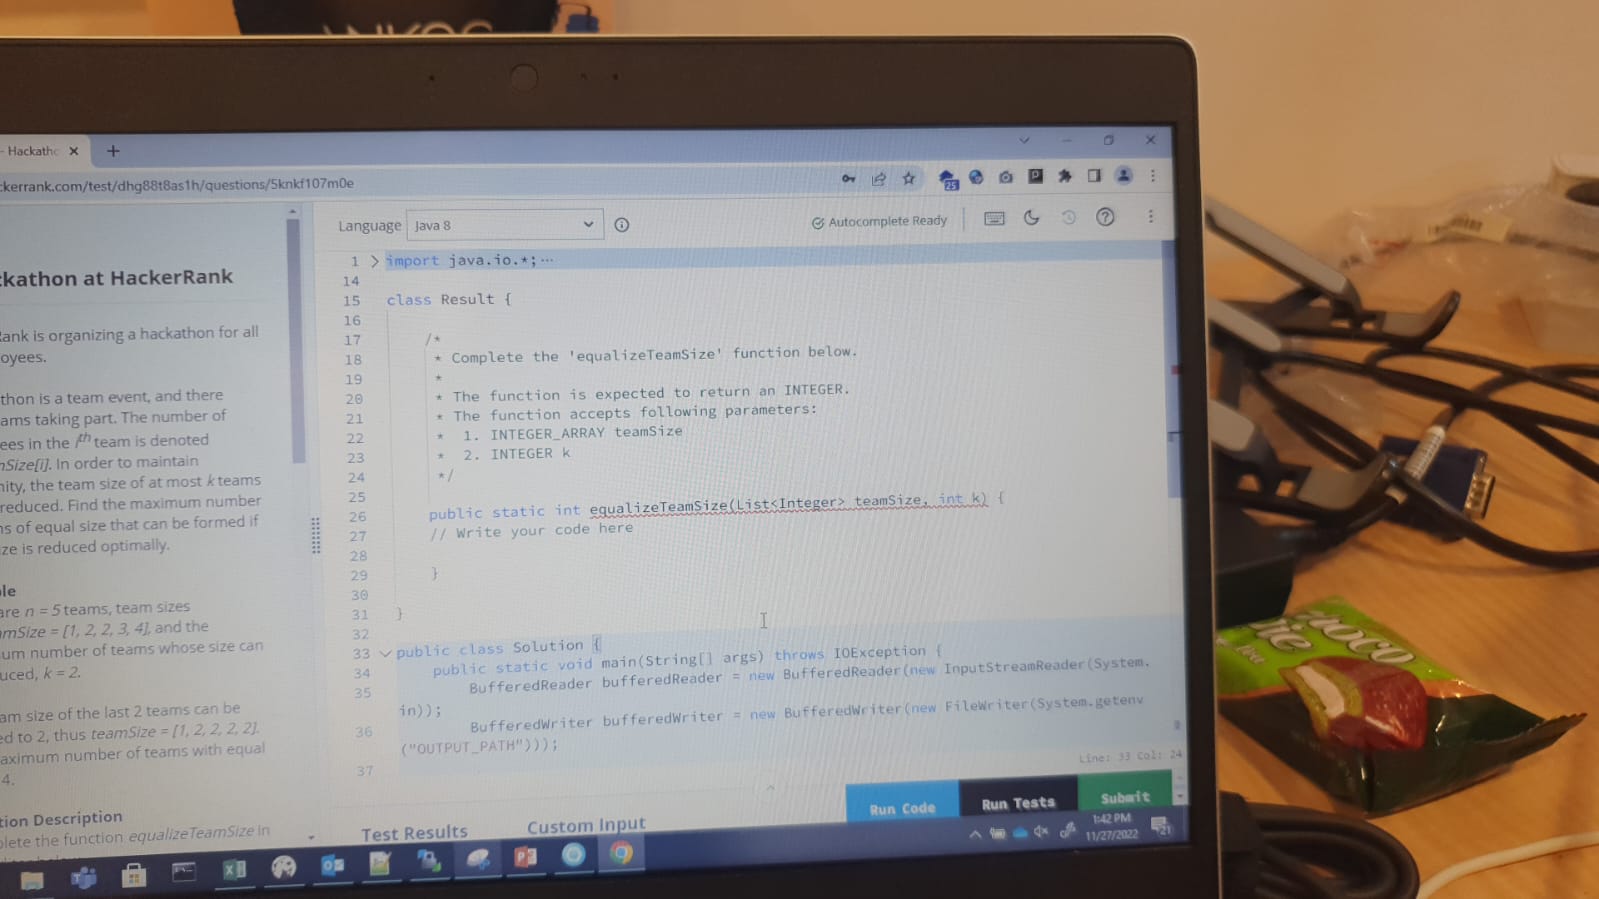 - Hackath
ckerrank.com/test/dhg88t8as1h/questions/5knkf107m0e
25
ckathon at HackerRank
Rank is organizing a hackathon for all
oyees.
thon is a team event, and there
ams taking part. The number of
ees in the ith team is denoted
mSize[i]. In order to maintain
nity, the team size of at most k teams
reduced. Find the maximum number
ns of equal size that can be formed if
ze is reduced optimally.
le
are n = 5 teams, team sizes
amSize = [1, 2, 2, 3, 4], and the
um number of teams whose size can
uced, k = 2.
am size of the last 2 teams can be
ed to 2, thus teamSize = [1, 2, 2, 2, 2].
aximum number of teams with equal
4.
tion Description
plete the function equalizeTeamSize in
Language Java 8
Autocomplete Ready
1 import java.io.*;···
14
15 class Result {
16
17 /*
18 * Complete the 'equalizeTeamSize' function below.
19 *
20 * The function is expected to return an INTEGER.
21 * The function accepts following parameters:
22 * 1. INTEGER_ARRAY teamSize
23 * 2. INTEGER k
24 */
25
26 public static int equalizeTeamSize(List<Integer> teamSize, int k) {
27 // Write your code here
28
29 }
30
31 }
32
33 public class Solution {
34 public static void main(String[] args) throws IOException {
35 BufferedReader bufferedReader = new BufferedReader(new InputStreamReader(System.
in));
36 BufferedWriter bufferedWriter = new BufferedWriter(new FileWriter(System.getenv
("OUTPUT_PATH")));
37
Line: 33 Col: 24
Run Code Run Tests Submit
Test Results Custom Input
1:42 PM
11/27/2022
21
CHOCO
Pie